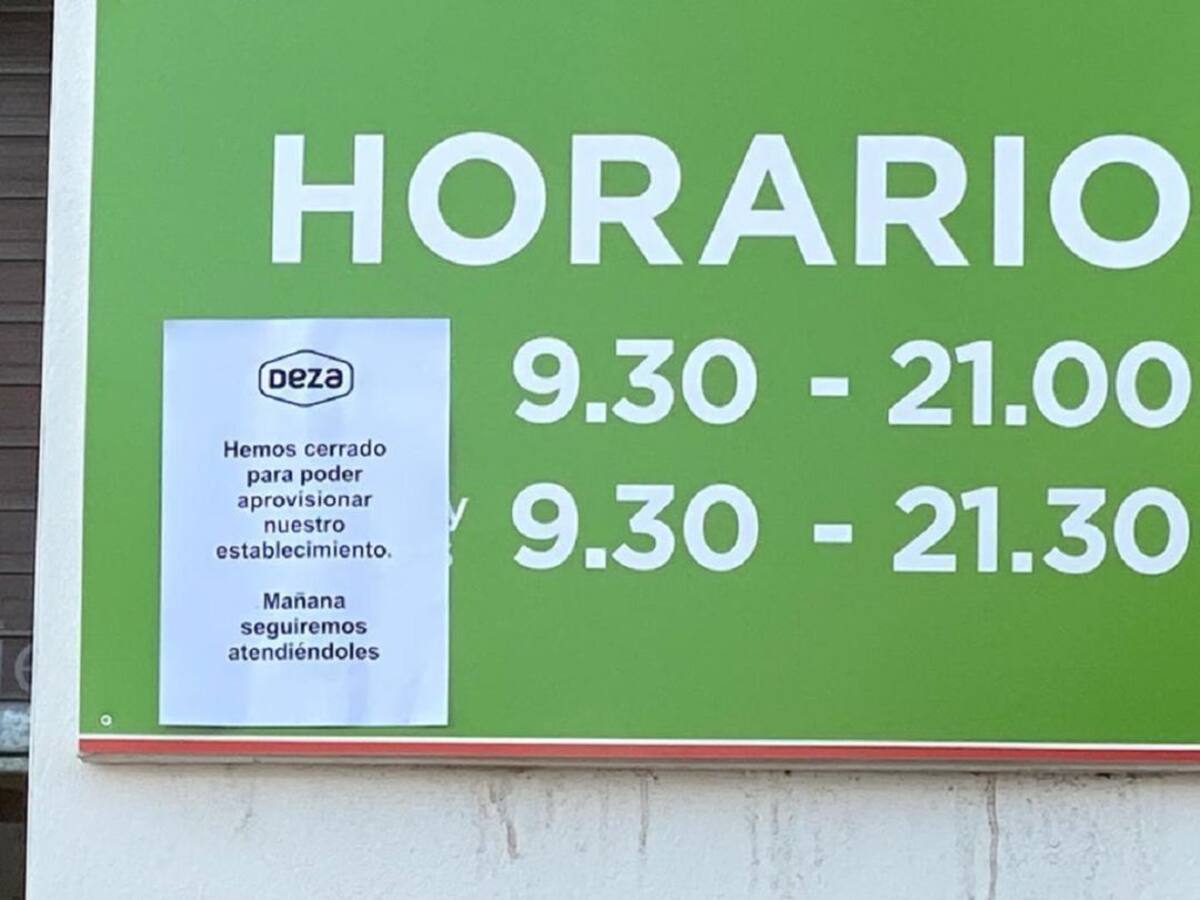 HORARIO
9.30 - 21.00
y 9.30 - 21.30
DEZA
Hemos cerrado
para poder
aprovisionar
nuestro
establecimiento.
Mañana
seguiremos
atendiéndoles